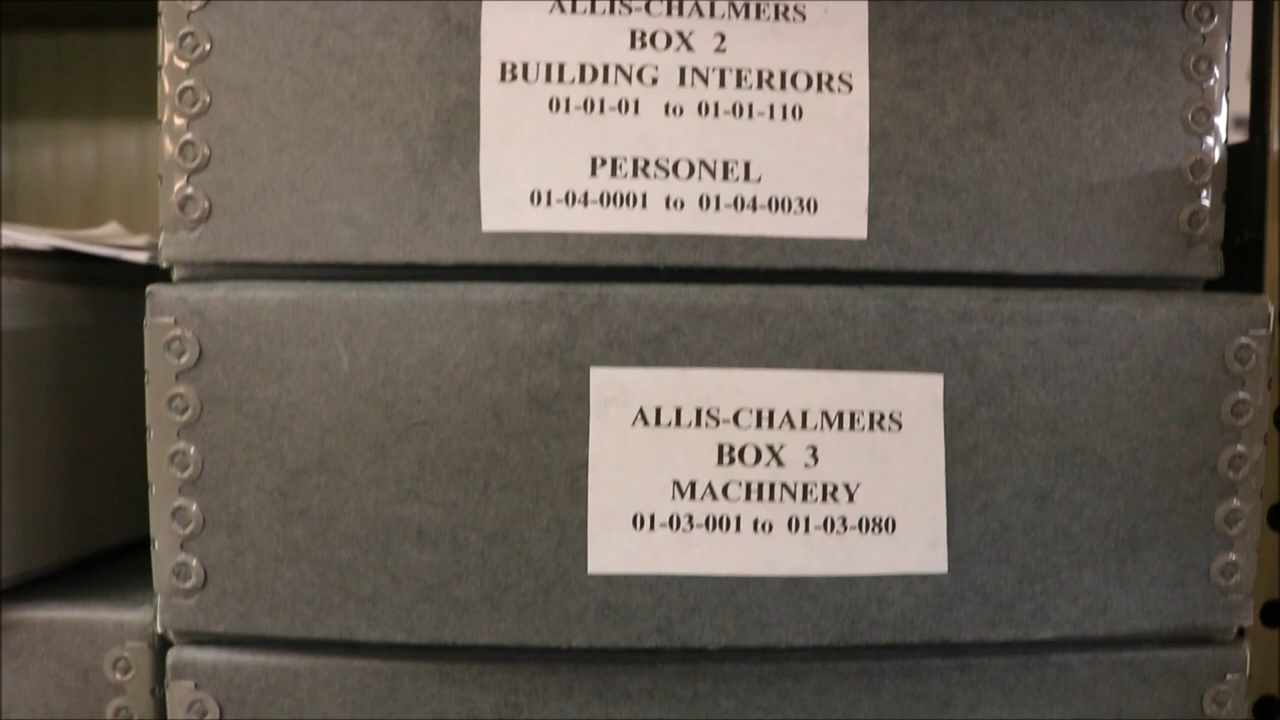 ALLIS-CHALMERS
BOX 2
BUILDING INTERIORS
01-01-01 to 01-01-110
PERSONEL
01-04-0001 to 01-04-0030
ALLIS-CHALMERS
BOX 3
MACHINERY
01-03-001 to 01-03-080